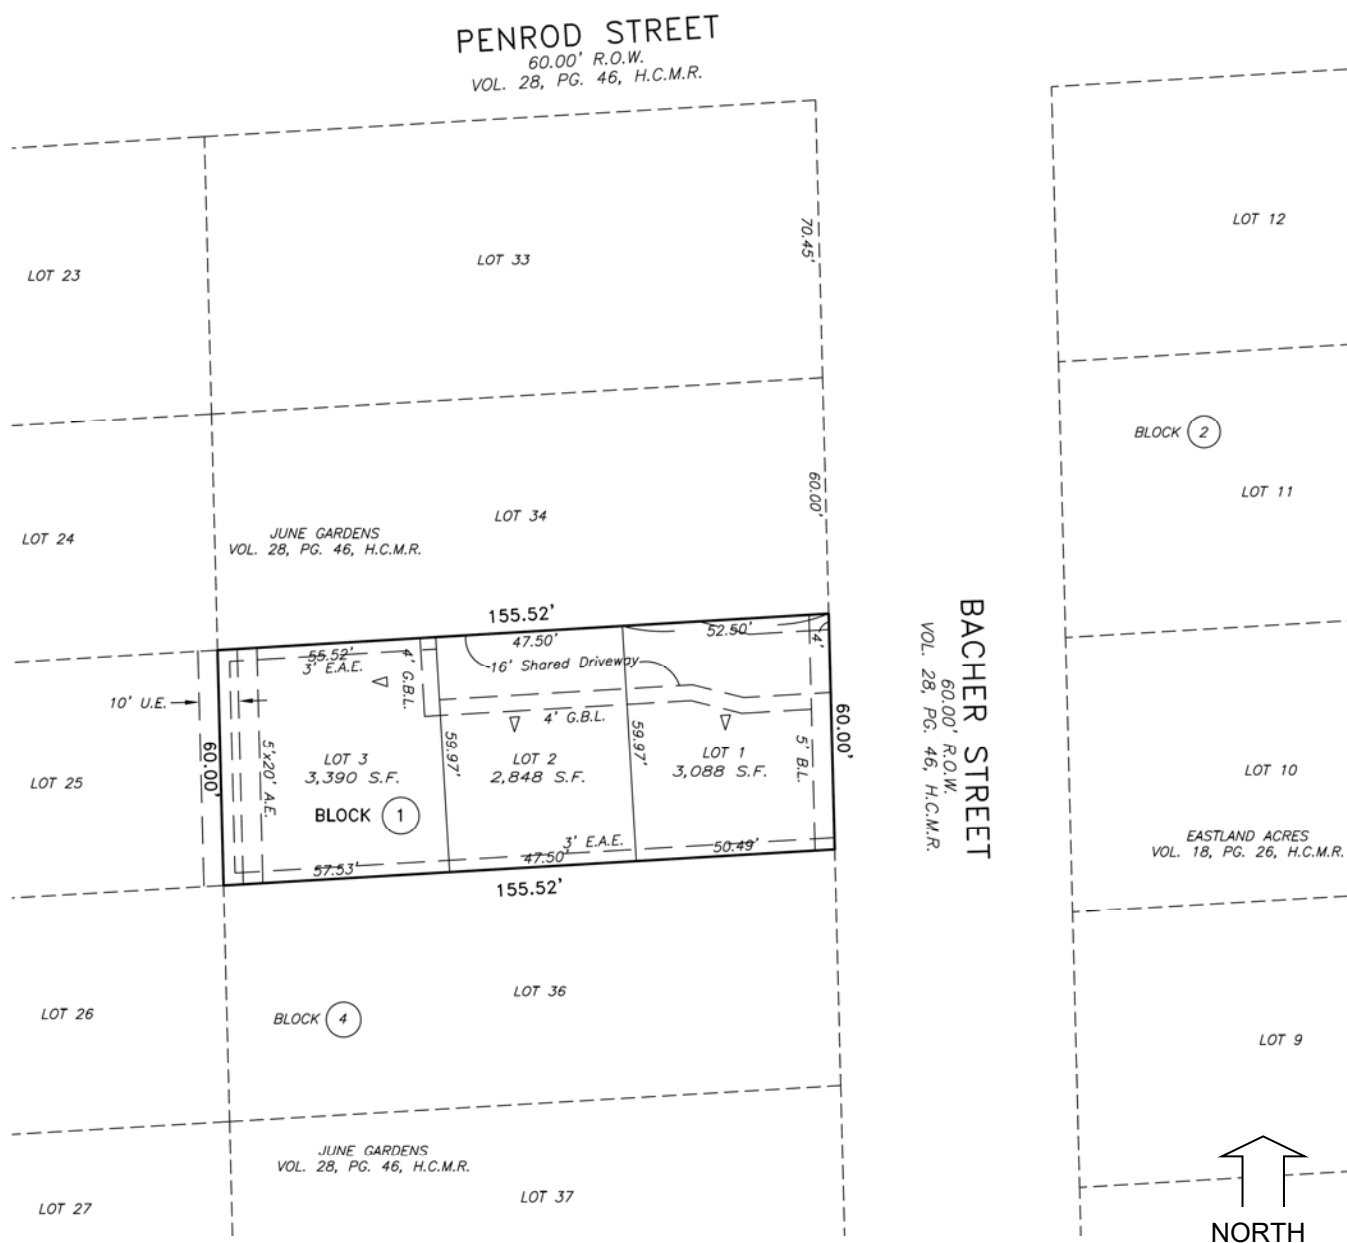 PENROD STREET
60.00' R.O.W.
VOL. 28, PG. 46, H.C.M.R.
LOT 23
LOT 33
70.45'
LOT 12
BLOCK 2
LOT 24
JUNE GARDENS
VOL. 28, PG. 46, H.C.M.R.
LOT 34
60.00'
LOT 11
155.52'
55.52'
3' E.A.E.
4' G.B.L.
47.50'
16' Shared Driveway
52.50'
4'
10' U.E.
60.00'
5'x20' A.E.
LOT 3
3,390 S.F.
BLOCK 1
59.97'
4' G.B.L.
LOT 2
2,848 S.F.
59.97'
LOT 1
3,088 S.F.
5' B.L.
60.00'
57.53'
47.50'
3' E.A.E.
50.49'
155.52'
BACHER STREET
60.00' R.O.W.
VOL. 28, PG. 46, H.C.M.R.
LOT 25
LOT 10
EASTLAND ACRES
VOL. 18, PG. 26, H.C.M.R.
LOT 26
BLOCK 4
LOT 36
LOT 9
JUNE GARDENS
VOL. 28, PG. 46, H.C.M.R.
LOT 27
LOT 37
NORTH